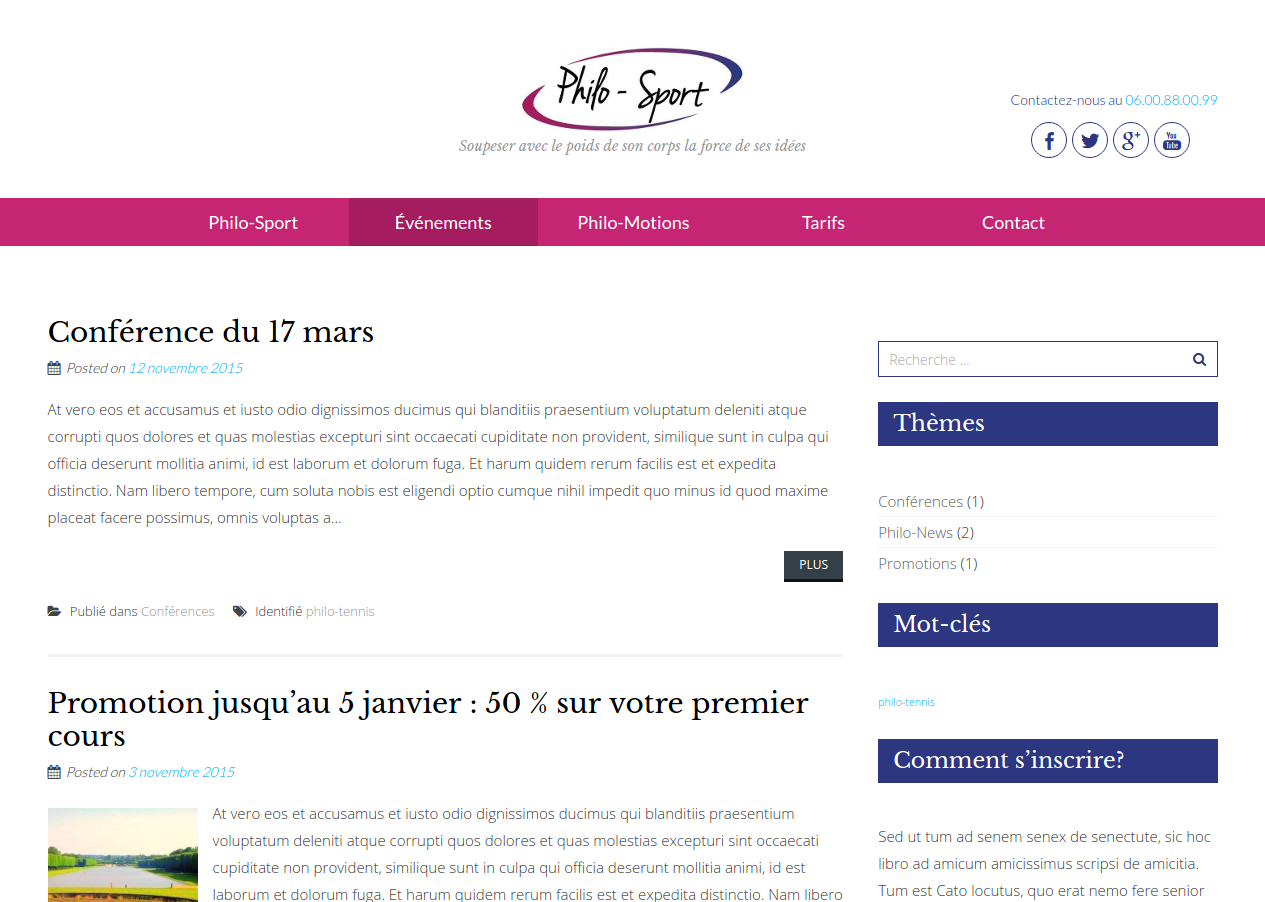 Philo - Sport
Soupeser avec le poids de son corps la force de ses idées
Contactez-nous au 06.00.88.00.99
f
g+
You
Tube
Philo-Sport
Événements
Philo-Motions
Tarifs
Contact
Conférence du 17 mars
Posted on 12 novembre 2015
At vero eos et accusamus et iusto odio dignissimos ducimus qui blanditiis praesentium voluptatum deleniti atque
corrupti quos dolores et quas molestias excepturi sint occaecati cupiditate non provident, similique sunt in culpa qui
officia deserunt mollitia animi, id est laborum et dolorum fuga. Et harum quidem rerum facilis est et expedita
distinctio. Nam libero tempore, cum soluta nobis est eligendi optio cumque nihil impedit quo minus id quod maxime
placeat facere possimus, omnis voluptas a…
PLUS
Publié dans Conférences Identifié philo-tennis
Promotion jusqu’au 5 janvier : 50 % sur votre premier
cours
Posted on 3 novembre 2015
At vero eos et accusamus et iusto odio dignissimos ducimus qui blanditiis praesentium
voluptatum deleniti atque corrupti quos dolores et quas molestias excepturi sint occaecati
cupiditate non provident, similique sunt in culpa qui officia deserunt mollitia animi, id est
laborum et dolorum fuga. Et harum quidem rerum facilis est et expedita distinctio. Nam libero
Recherche …
Thèmes
Conférences (1)
Philo-News (2)
Promotions (1)
Mot-clés
philo-tennis
Comment s’inscrire?
Sed ut tum ad senem senex de senectute, sic hoc
libro ad amicum amicissimus scripsi de amicitia.
Tum est Cato locutus, quo erat nemo fere senior